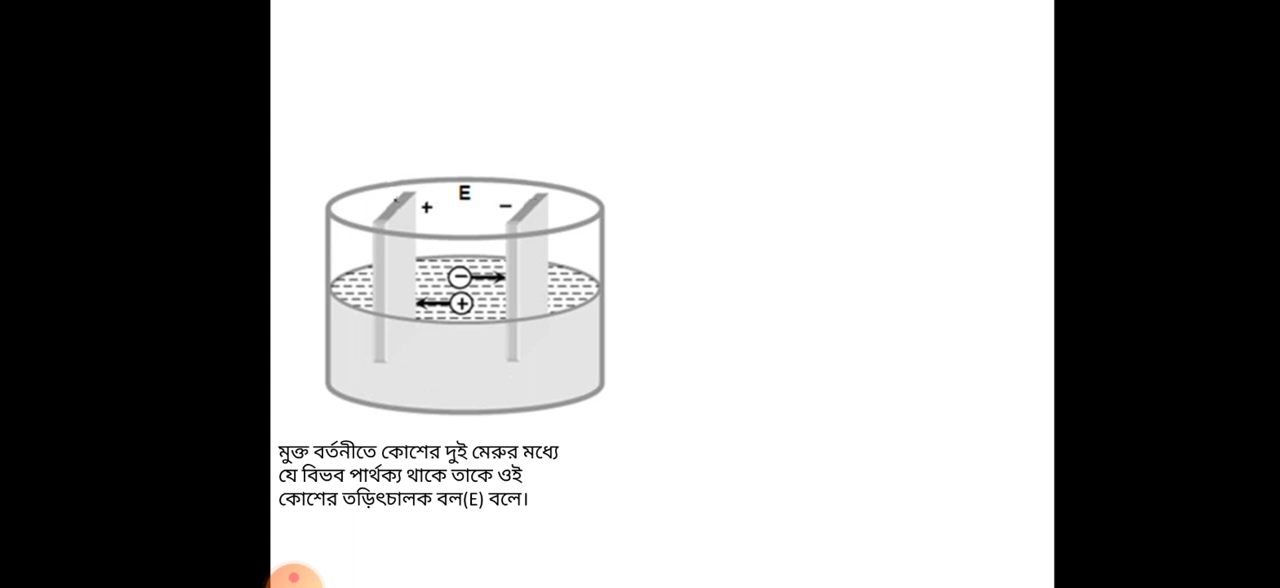 E
+ −
−
+
মুক্ত বর্তনীতে কোশের দুই মেরুর মধ্যে
যে বিভব পার্থক্য থাকে তাকে ওই
কোশের তড়িৎচালক বল(E) বলে।